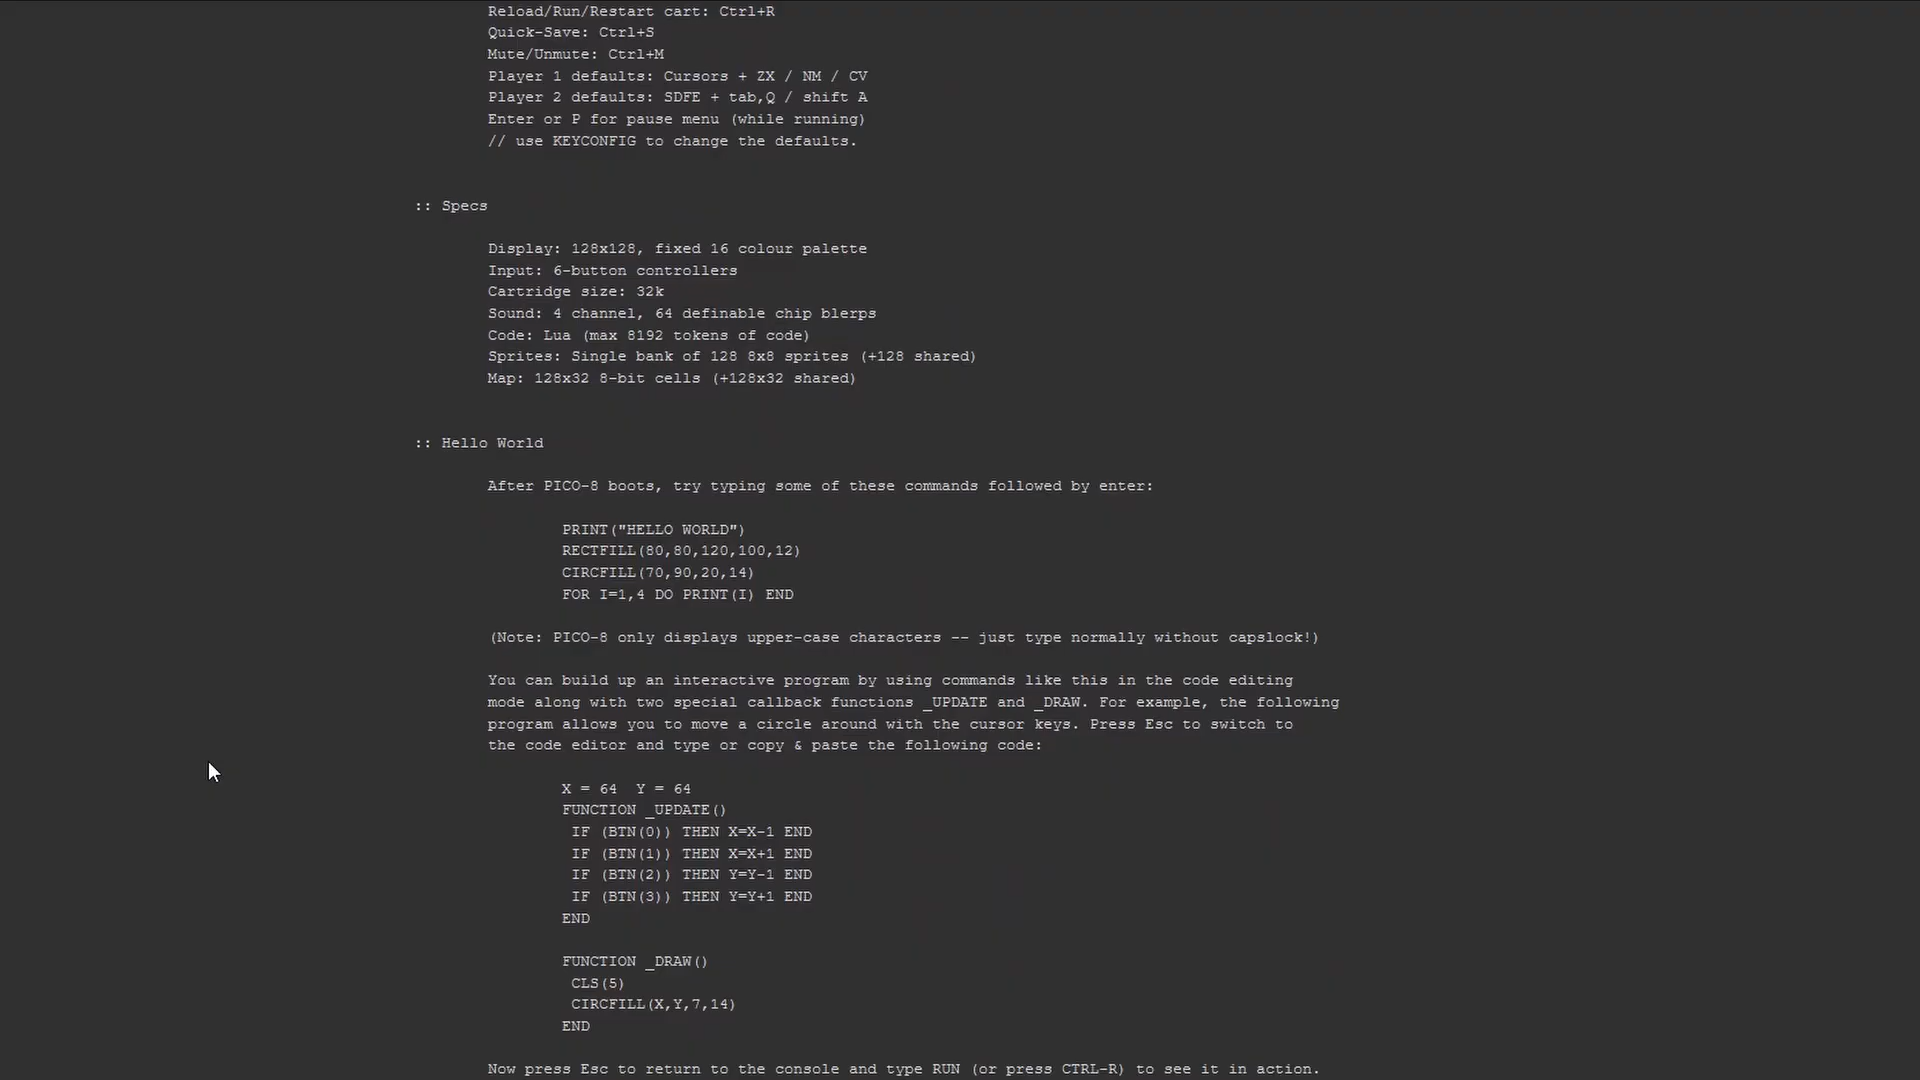 Reload/Run/Restart cart: Ctrl+R
Quick-Save: Ctrl+S
Mute/Unmute: Ctrl+M
Player 1 defaults: Cursors + ZX / NM / CV
Player 2 defaults: SDFE + tab,Q / shift A
Enter or P for pause menu (while running)
// use KEYCONFIG to change the defaults.
:: Specs
Display: 128x128, fixed 16 colour palette
Input: 6-button controllers
Cartridge size: 32k
Sound: 4 channel, 64 definable chip blerps
Code: Lua (max 8192 tokens of code)
Sprites: Single bank of 128 8x8 sprites (+128 shared)
Map: 128x32 8-bit cells (+128x32 shared)
:: Hello World
After PICO-8 boots, try typing some of these commands followed by enter:
PRINT("HELLO WORLD")
RECTFILL(80,80,120,100,12)
CIRCFILL(70,90,20,14)
FOR I=1,4 DO PRINT(I) END
(Note: PICO-8 only displays upper-case characters -- just type normally without capslock!)
You can build up an interactive program by using commands like this in the code editing
mode along with two special callback functions _UPDATE and _DRAW. For example, the following
program allows you to move a circle around with the cursor keys. Press Esc to switch to
the code editor and type or copy & paste the following code:
X = 64  Y = 64
FUNCTION _UPDATE()
IF (BTN(0)) THEN X=X-1 END
IF (BTN(1)) THEN X=X+1 END
IF (BTN(2)) THEN Y=Y-1 END
IF (BTN(3)) THEN Y=Y+1 END
END
FUNCTION _DRAW()
CLS(5)
CIRCFILL(X,Y,7,14)
END
Now press Esc to return to the console and type RUN (or press CTRL-R) to see it in action.